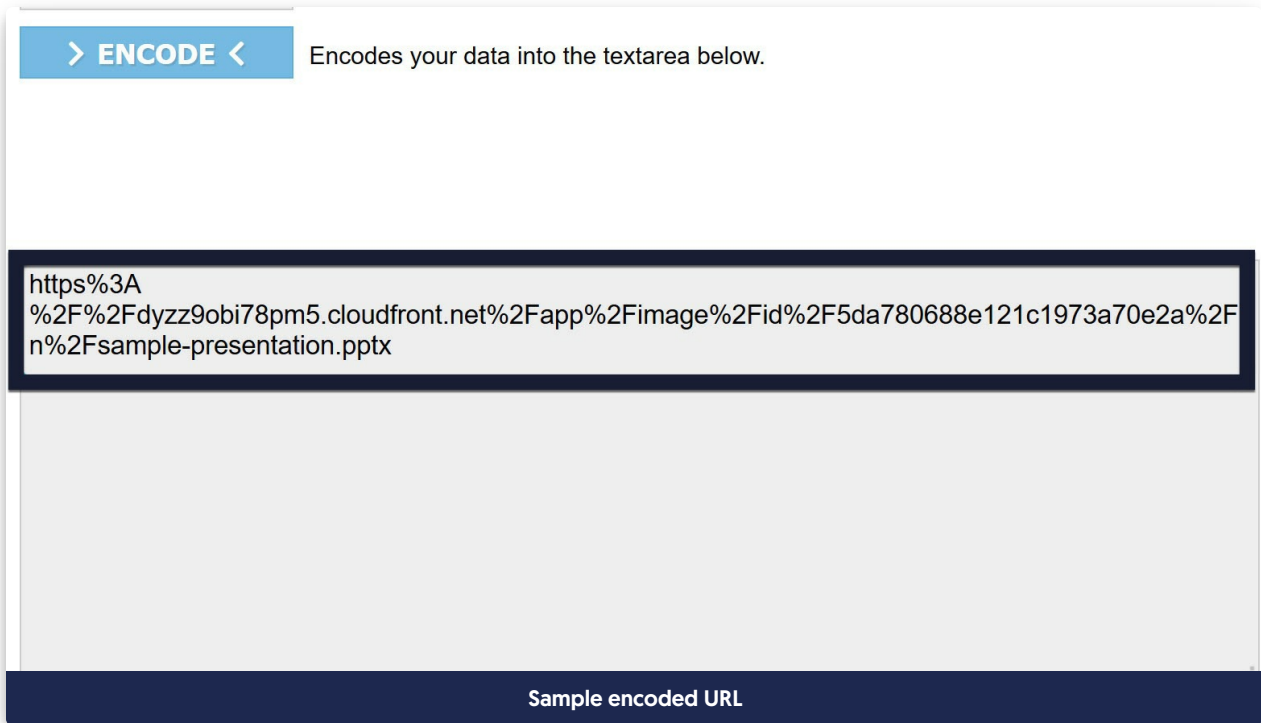 > ENCODE <
Encodes your data into the textarea below.
https%3A
%2F%2Fdyzz9obi78pm5.cloudfront.net%2Fapp%2Fimage%2Fid%2F5da780688e121c1973a70e2a%2F
n%2Fsample-presentation.pptx
Sample encoded URL